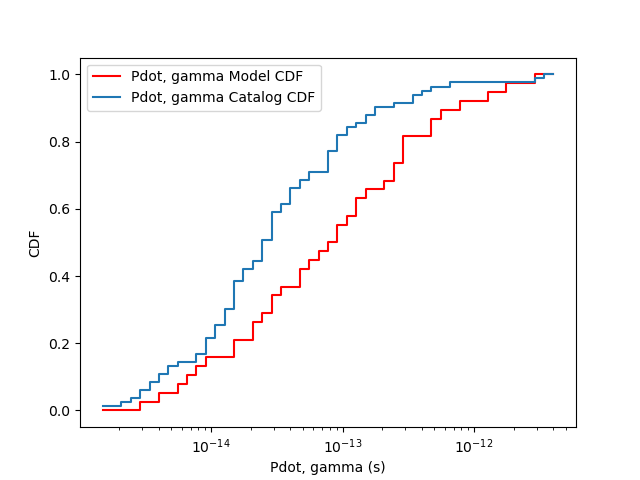 Pdot, gamma Model CDF
Pdot, gamma Catalog CDF
1.0
0.8
0.6
0.4
0.2
0.0
CDF
10⁻¹⁴
10⁻¹³
10⁻¹²
Pdot, gamma (s)